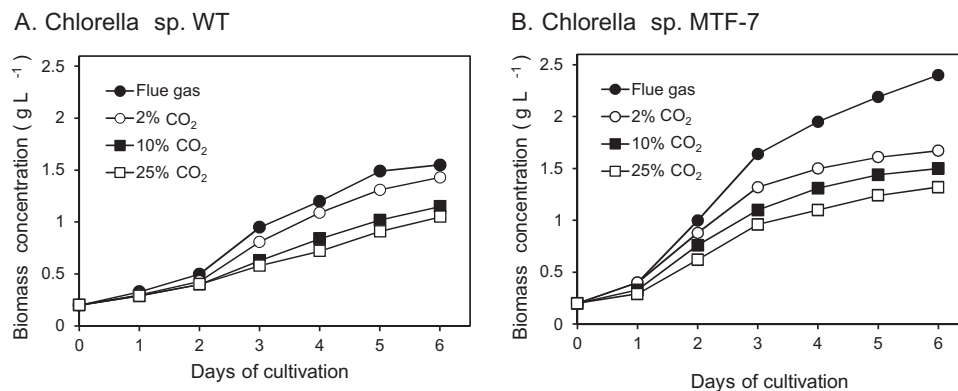 A. Chlorella sp. WT
Biomass concentration ( g L ⁻¹ )
2.5
2
1.5
1
0.5
0
Flue gas
2% CO₂
10% CO₂
25% CO₂
0 1 2 3 4 5 6
Days of cultivation
B. Chlorella sp. MTF-7
Biomass concentration ( g L ⁻¹ )
2.5
2
1.5
1
0.5
0
Flue gas
2% CO₂
10% CO₂
25% CO₂
0 1 2 3 4 5 6
Days of cultivation